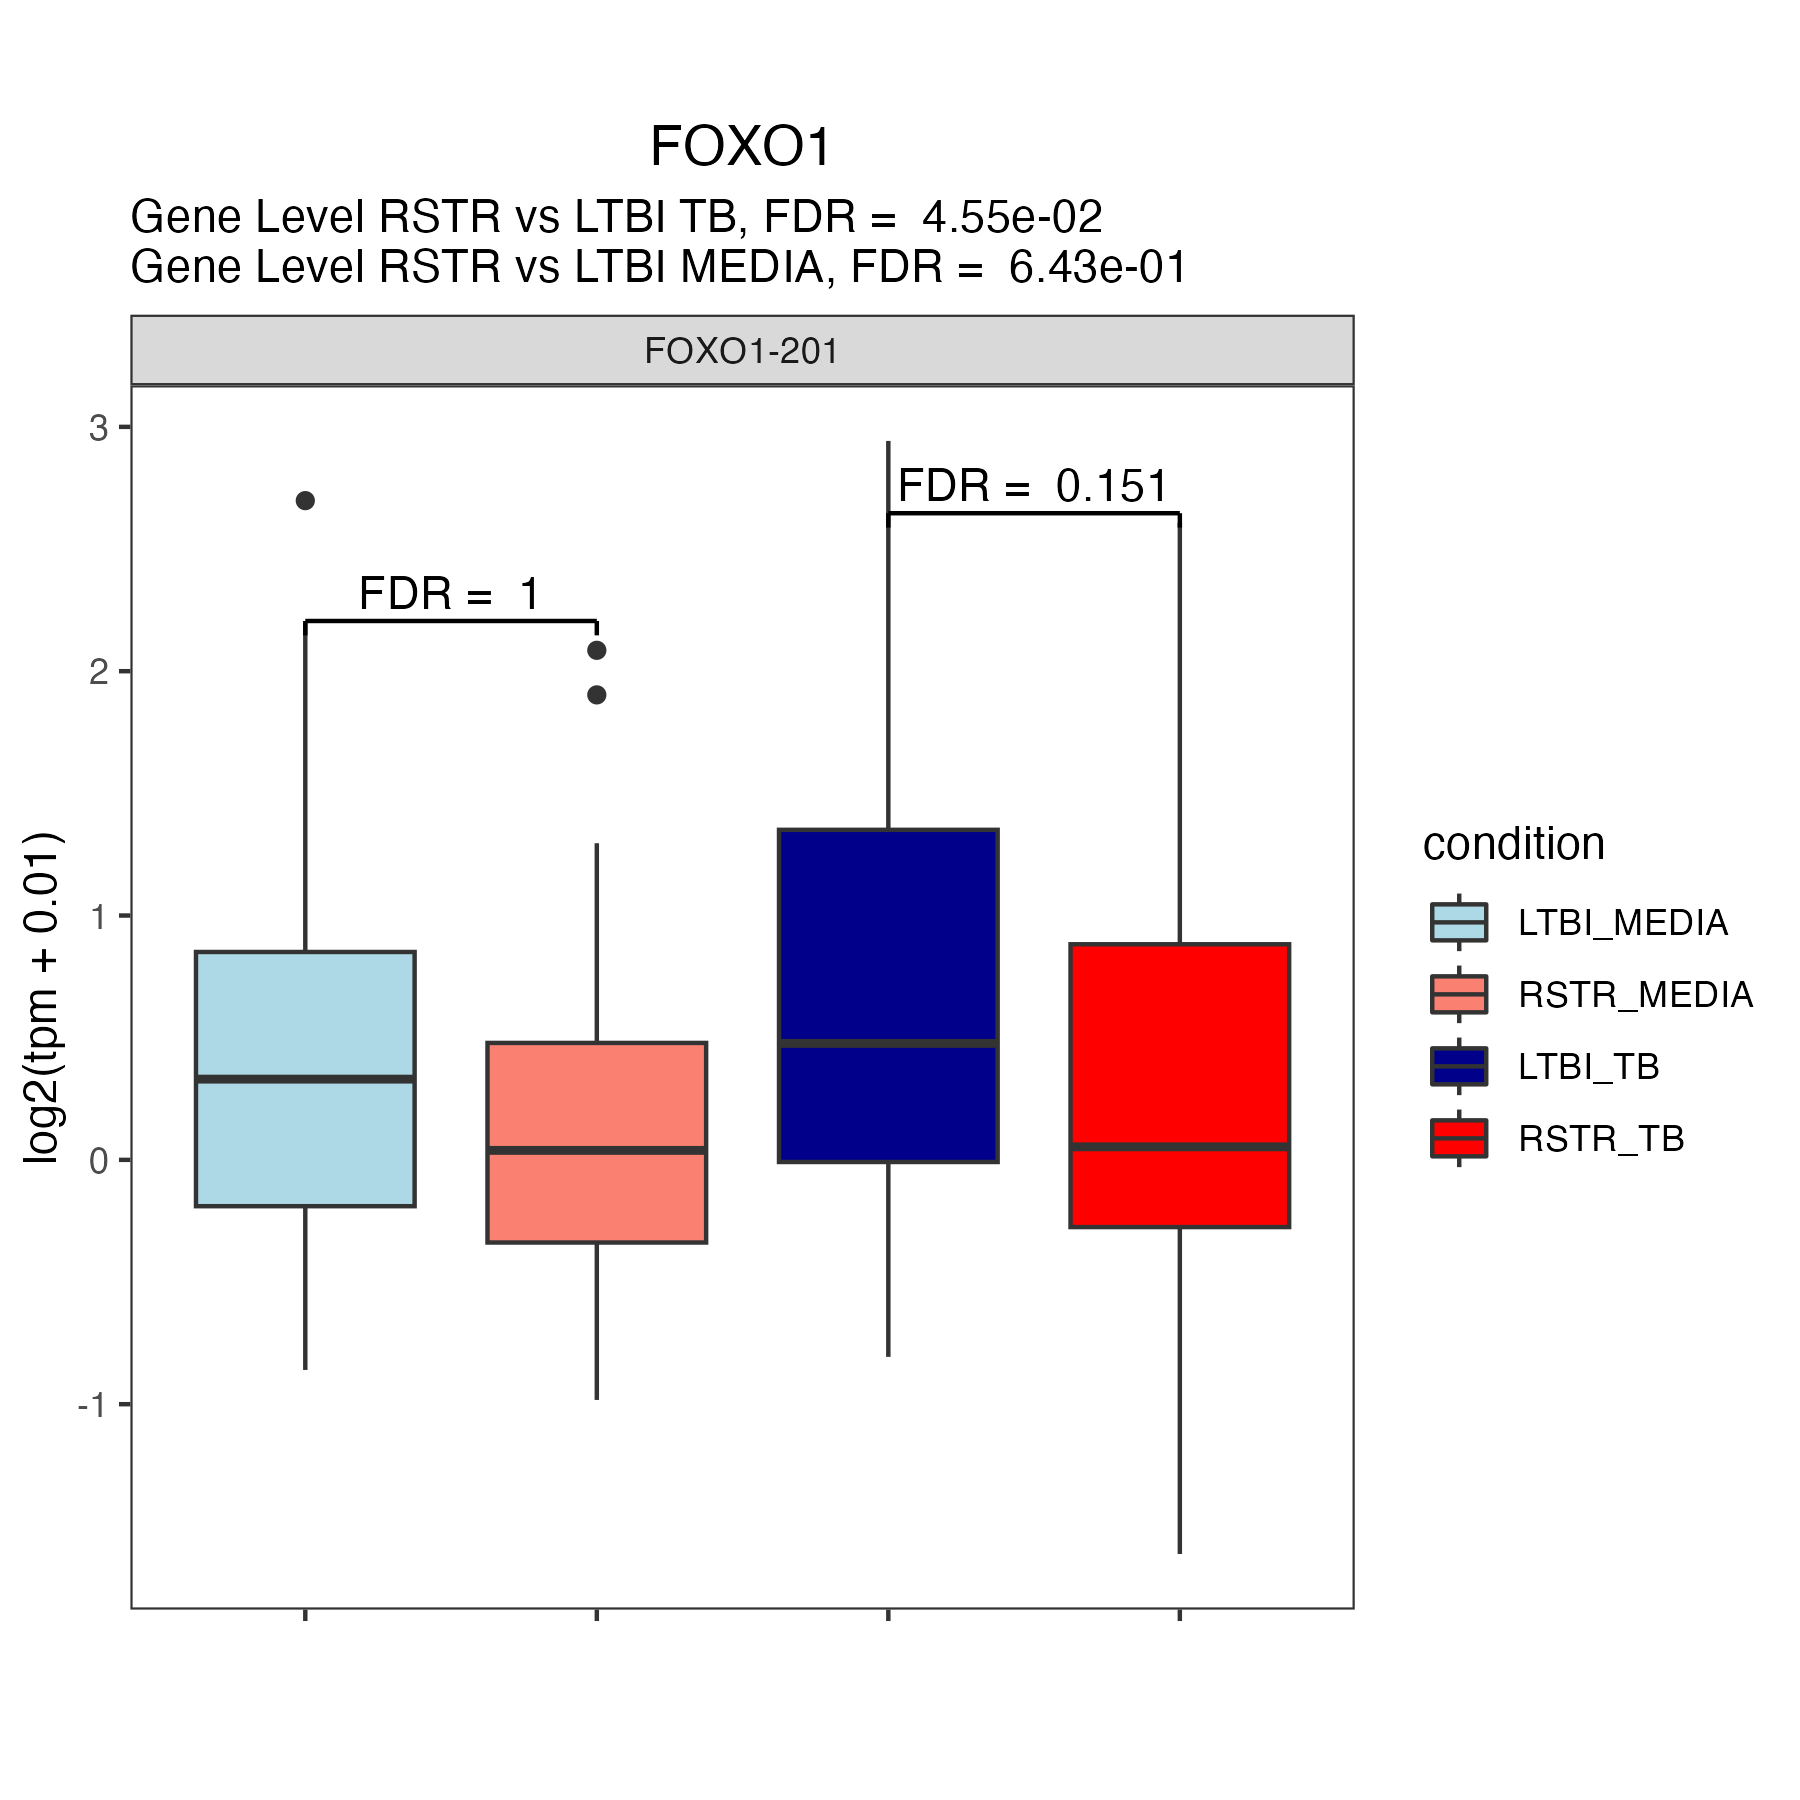 FOXO1
Gene Level RSTR vs LTBI TB, FDR =  4.55e-02
Gene Level RSTR vs LTBI MEDIA, FDR =  6.43e-01
FOXO1-201
log2(tpm + 0.01)
3
2
1
0
-1
FDR =  1
FDR =  0.151
condition
LTBI_MEDIA
RSTR_MEDIA
LTBI_TB
RSTR_TB